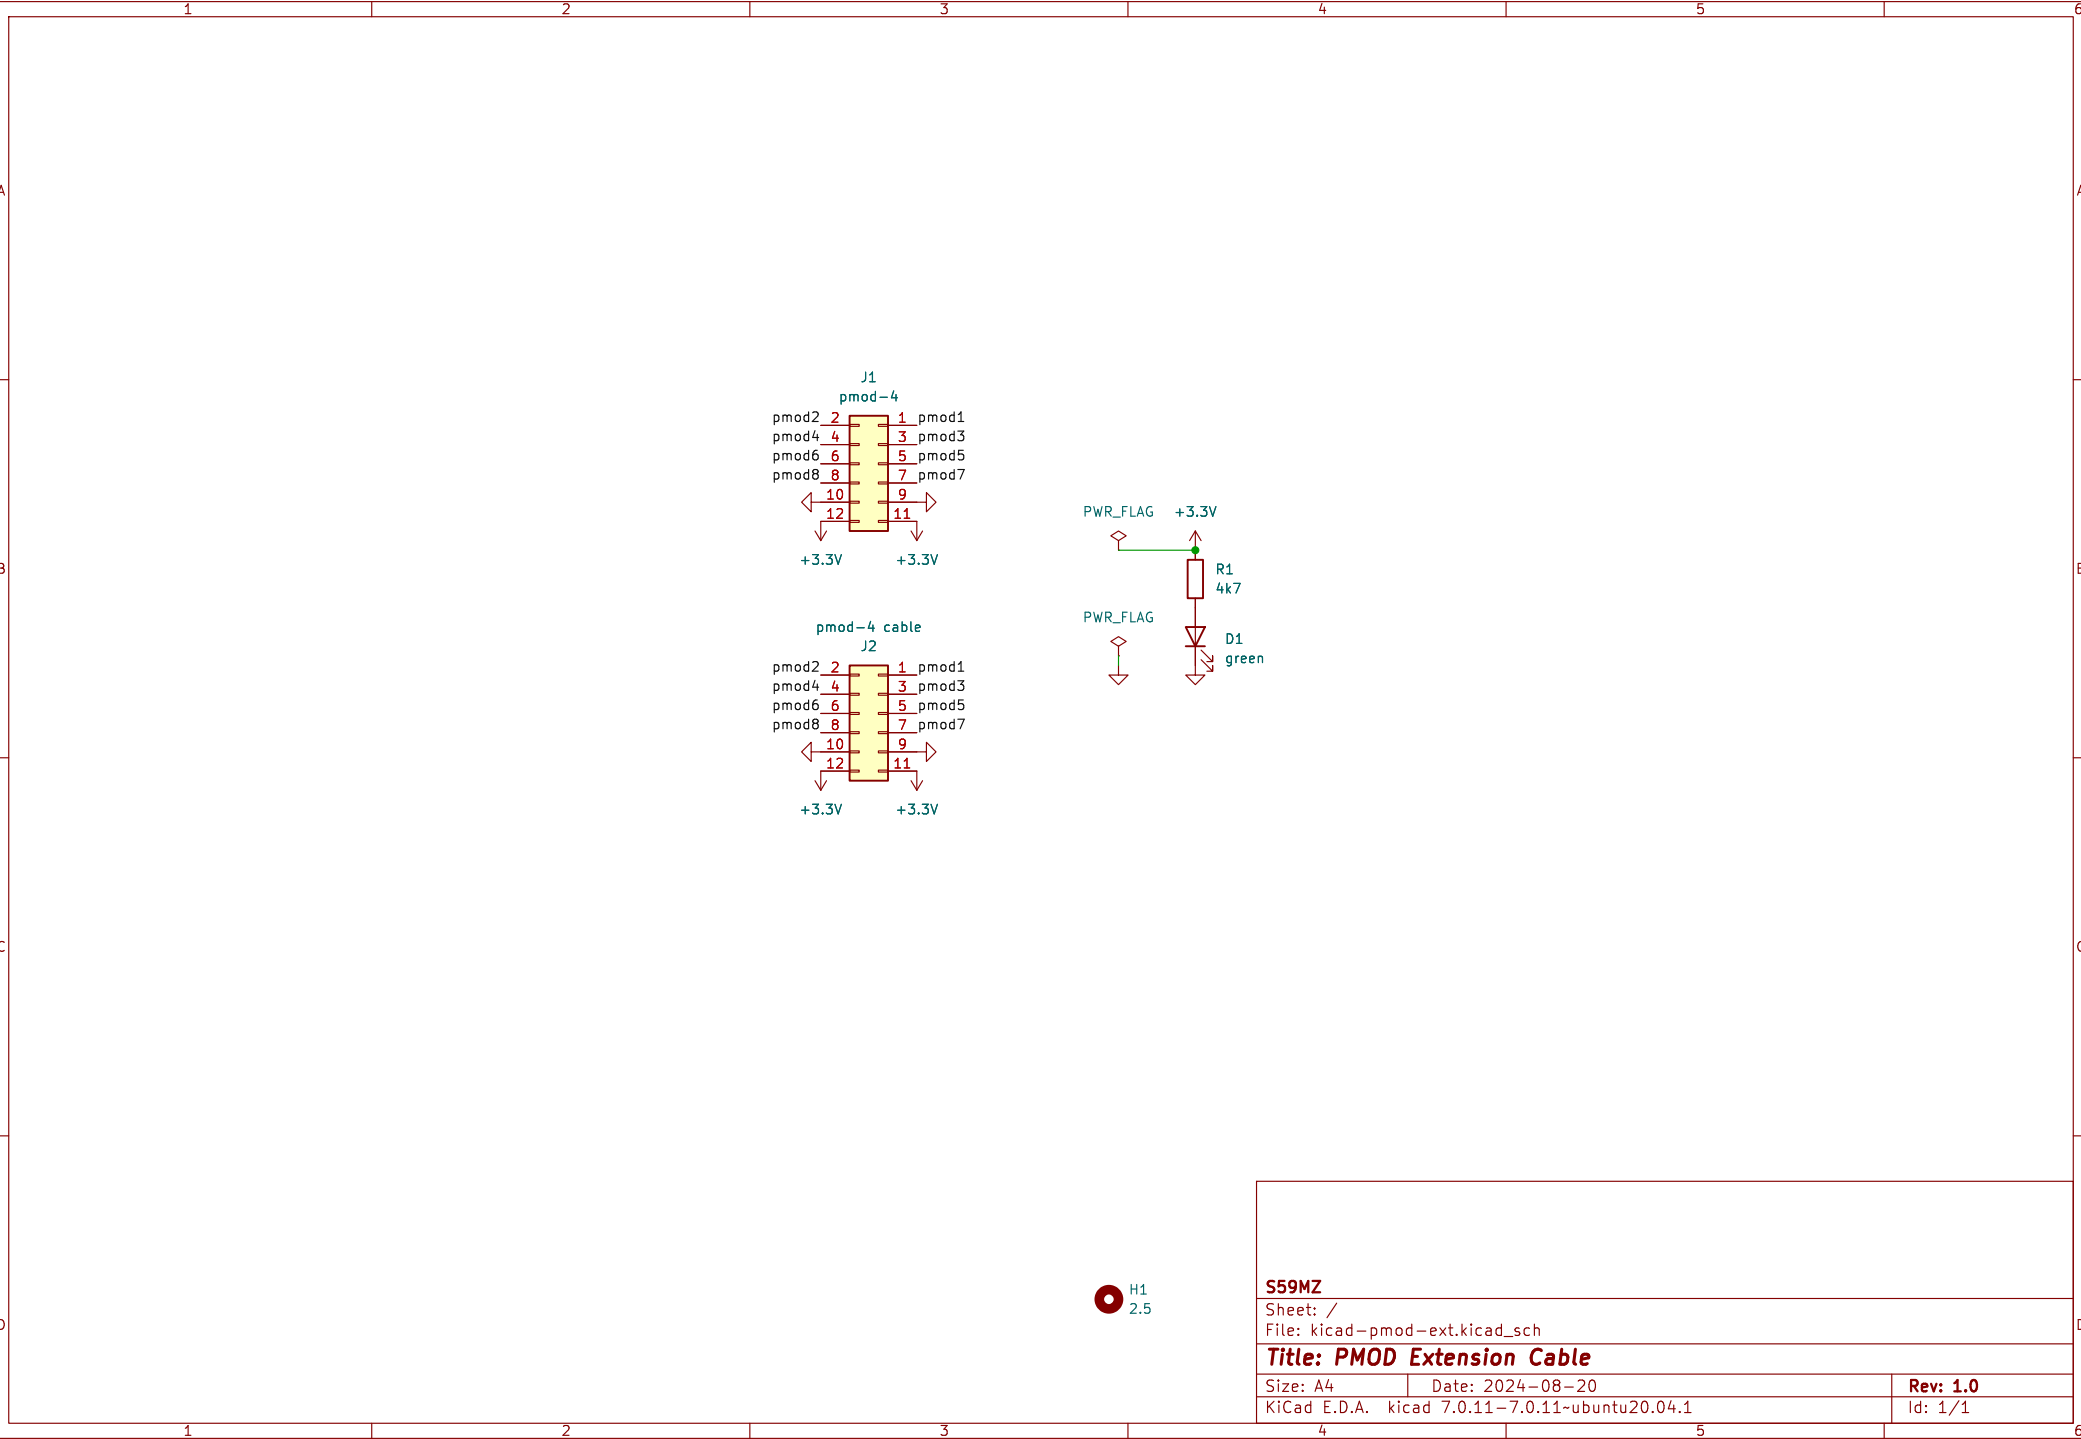 1 2 3 4 5 6
A A
J1
pmod-4
pmod2 2 1 pmod1
pmod4 4 3 pmod3
pmod6 6 5 pmod5
pmod8 8 7 pmod7
10 9
12 11
+3.3V +3.3V
PWR_FLAG +3.3V
R1
4k7
B B
PWR_FLAG
D1
green
pmod-4 cable
J2
pmod2 2 1 pmod1
pmod4 4 3 pmod3
pmod6 6 5 pmod5
pmod8 8 7 pmod7
10 9
12 11
+3.3V +3.3V
C C
H1
2.5
D D
S59MZ
Sheet: /
File: kicad-pmod-ext.kicad_sch
Title: PMOD Extension Cable
Size: A4 Date: 2024-08-20 Rev: 1.0
KiCad E.D.A. kicad 7.0.11-7.0.11~ubuntu20.04.1 Id: 1/1
1 2 3 4 5 6